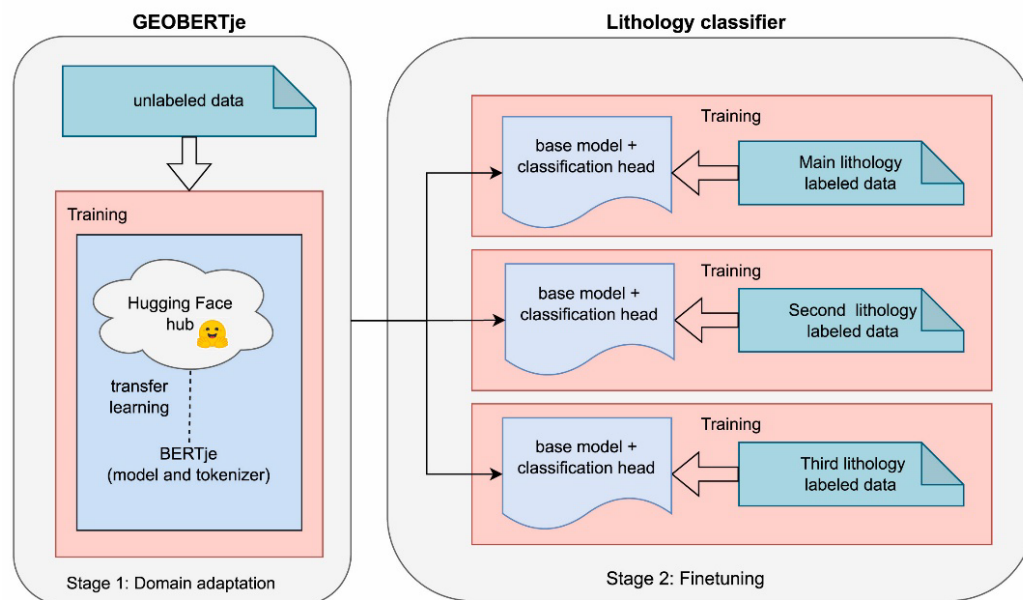 GEOBERTje
unlabeled data
Training
Hugging Face
hub
transfer
learning
BERTje
(model and tokenizer)
Stage 1: Domain adaptation
Lithology classifier
Training
base model +
classification head
Main lithology
labeled data
Training
base model +
classification head
Second lithology
labeled data
Training
base model +
classification head
Third lithology
labeled data
Stage 2: Finetuning